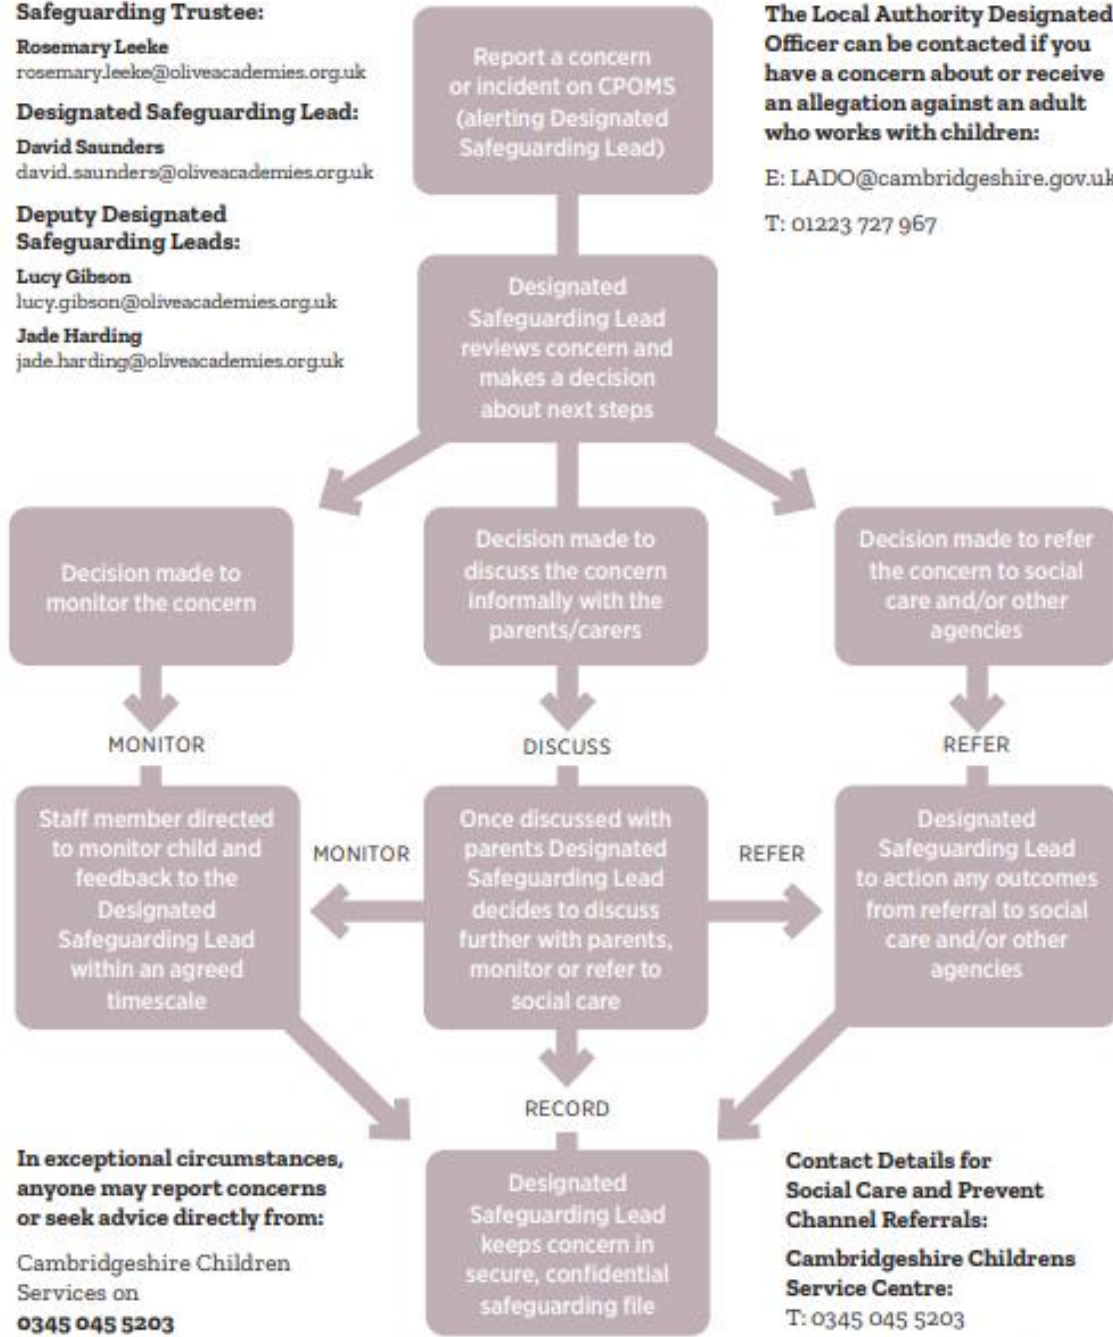 Safeguarding Trustee:
Rosemary Leeke
rosemary.leeke@oliveacademies.org.uk
Designated Safeguarding Lead:
David Saunders
david.saunders@oliveacademies.org.uk
Deputy Designated
Safeguarding Leads:
Lucy Gibson
lucy.gibson@oliveacademies.org.uk
Jade Harding
jade.harding@oliveacademies.org.uk
Report a concern
or incident on CPOMS
(alerting Designated
Safeguarding Lead)
The Local Authority Designated
Officer can be contacted if you
have a concern about or receive
an allegation against an adult
who works with children:
E: LADO@cambridgeshire.gov.uk
T: 01223 727 967
Designated
Safeguarding Lead
reviews concern and
makes a decision
about next steps
Decision made to
monitor the concern
Decision made to
discuss the concern
informally with the
parents/carers
Decision made to refer
the concern to social
care and/or other
agencies
MONITOR
DISCUSS
REFER
Staff member directed
to monitor child and
feedback to the
Designated
Safeguarding Lead
within an agreed
timescale
MONITOR
Once discussed with
parents Designated
Safeguarding Lead
decides to discuss
further with parents,
monitor or refer to
social care
REFER
Designated
Safeguarding Lead
to action any outcomes
from referral to social
care and/or other
agencies
RECORD
In exceptional circumstances,
anyone may report concerns
or seek advice directly from:
Cambridgeshire Children
Services on
0345 045 5203
Designated
Safeguarding Lead
keeps concern in
secure, confidential
safeguarding file
Contact Details for
Social Care and Prevent
Channel Referrals:
Cambridgeshire Childrens
Service Centre:
T: 0345 045 5203